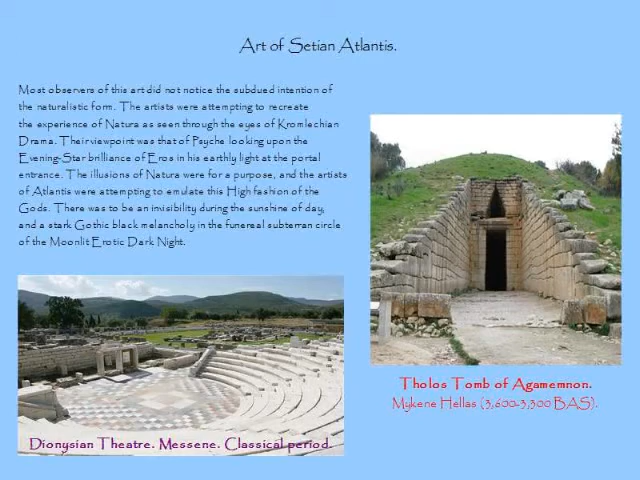 Art of Setian Atlantis.
Most observers of this art did not notice the subdued intention of
the naturalistic form. The artists were attempting to recreate
the experience of Natura as seen through the eyes of Kromlechian
Drama. Their viewpoint was that of Psyche looking upon the
Evening-Star brilliance of Eros in his earthly light at the portal
entrance. The illusions of Natura were for a purpose, and the artists
of Atlantis were attempting to emulate this High fashion of the
Gods. There was to be an invisibility during the sunshine of day,
and a stark Gothic black melancholy in the funereal subterran circle
of the Moonlit Erotic Dark Night.
Tholos Tomb of Agamemnon.
Mykene Hellas (3,600-3,300 BAS).
Dionysian Theatre. Messene. Classical period.